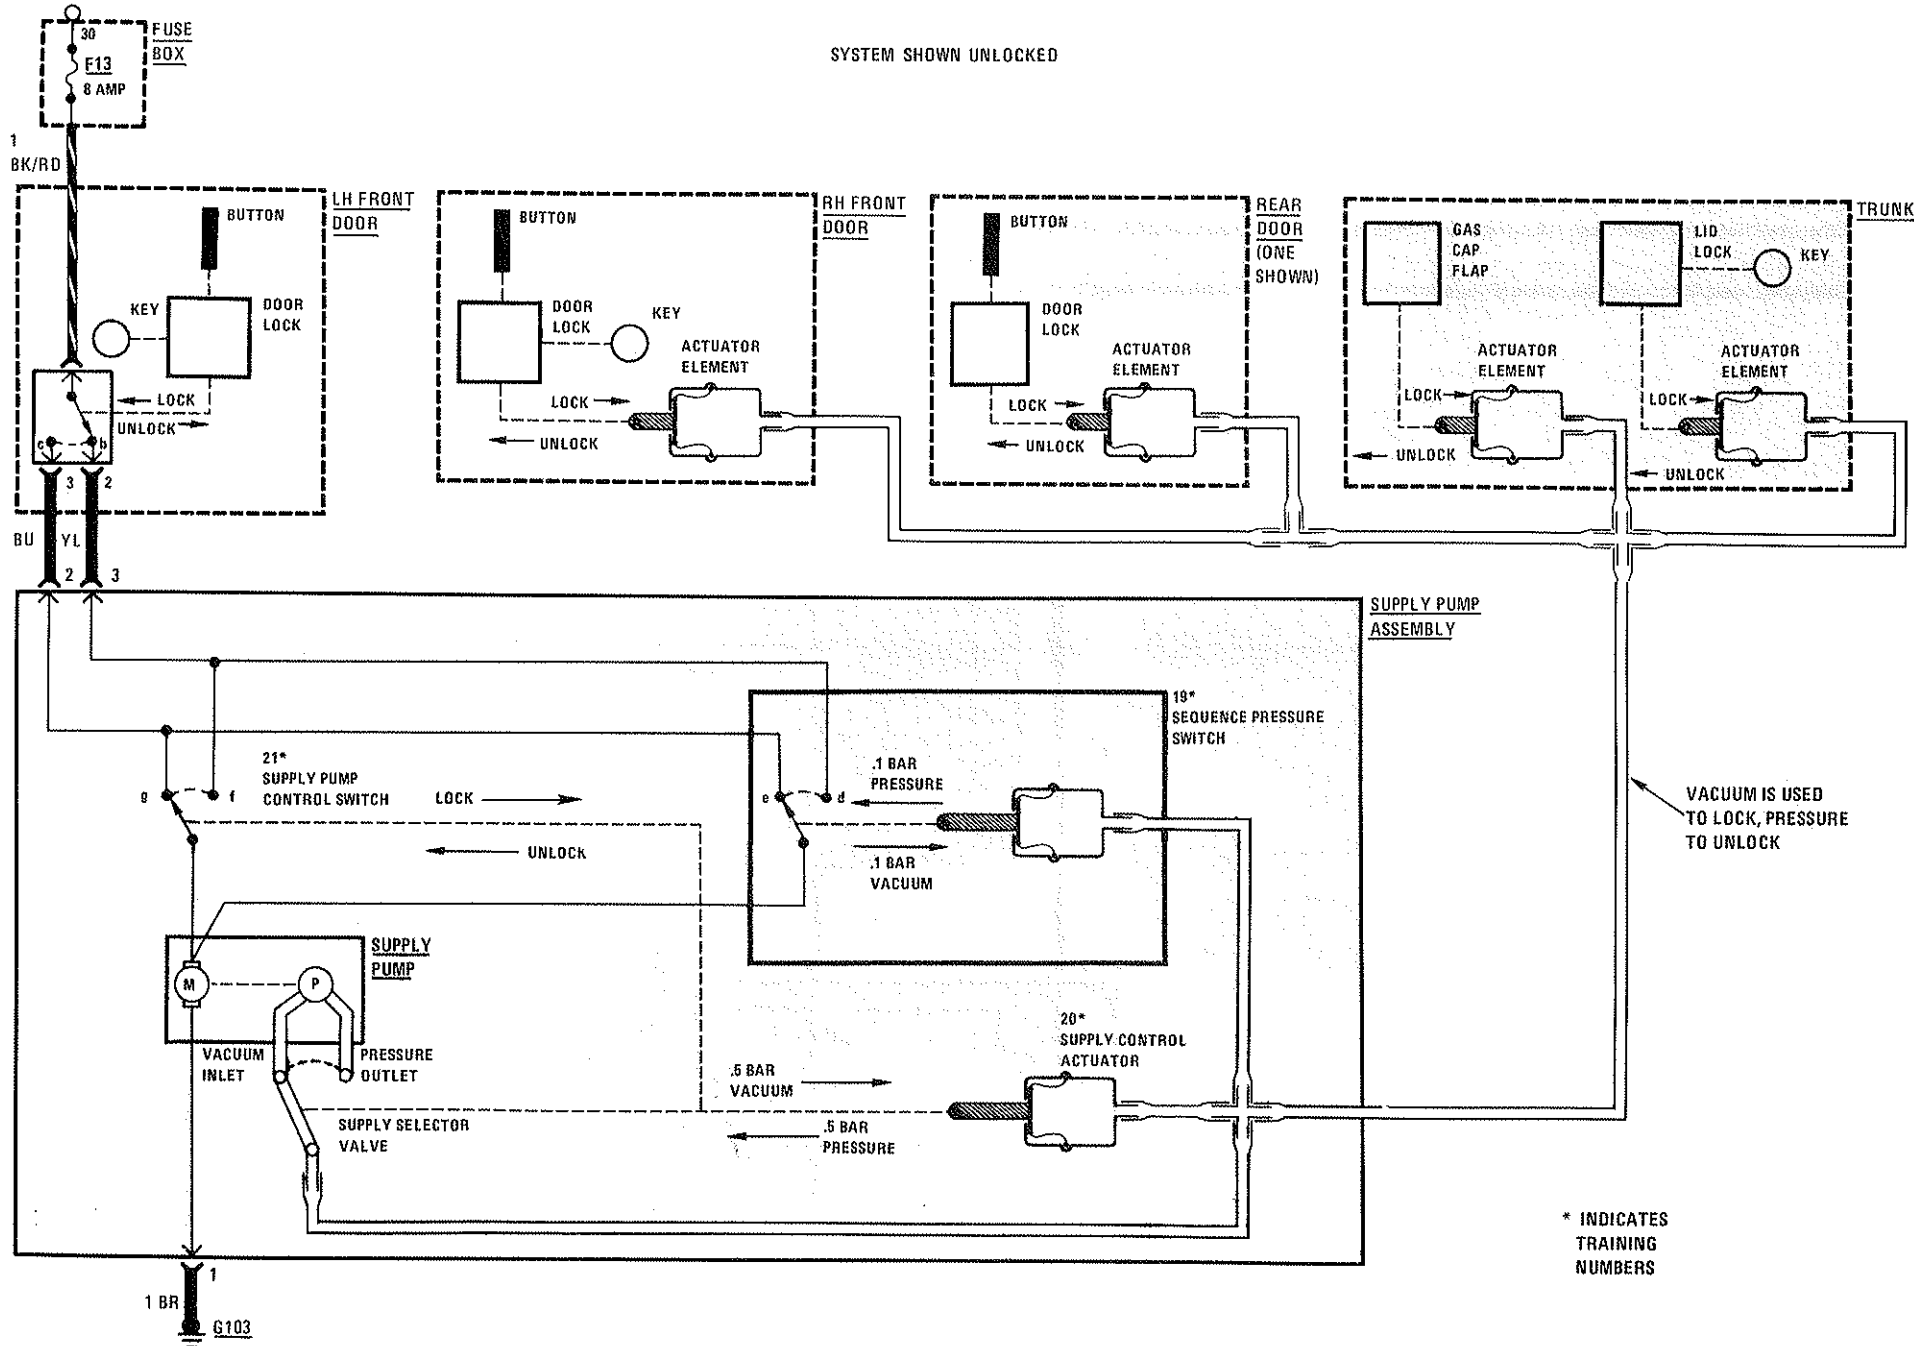 30
F13
8 AMP
FUSE
BOX
SYSTEM SHOWN UNLOCKED
1
BK/RD
LH FRONT
DOOR
BUTTON
KEY
DOOR
LOCK
LOCK
UNLOCK
c
b
3
2
BU
YL
2
3
RH FRONT
DOOR
BUTTON
DOOR
LOCK
KEY
ACTUATOR
ELEMENT
LOCK
UNLOCK
REAR
DOOR
(ONE
SHOWN)
BUTTON
DOOR
LOCK
ACTUATOR
ELEMENT
LOCK
UNLOCK
TRUNK
GAS
CAP
FLAP
LID
LOCK
KEY
ACTUATOR
ELEMENT
LOCK
UNLOCK
ACTUATOR
ELEMENT
LOCK
UNLOCK
SUPPLY PUMP
ASSEMBLY
19*
SEQUENCE PRESSURE
SWITCH
21*
SUPPLY PUMP
CONTROL SWITCH
g
f
LOCK
UNLOCK
e
d
.1 BAR
PRESSURE
.1 BAR
VACUUM
VACUUM IS USED
TO LOCK, PRESSURE
TO UNLOCK
SUPPLY
PUMP
M
P
VACUUM
INLET
PRESSURE
OUTLET
20*
SUPPLY CONTROL
ACTUATOR
.5 BAR
VACUUM
.5 BAR
PRESSURE
SUPPLY SELECTOR
VALVE
* INDICATES
TRAINING
NUMBERS
1
1 BR
G103